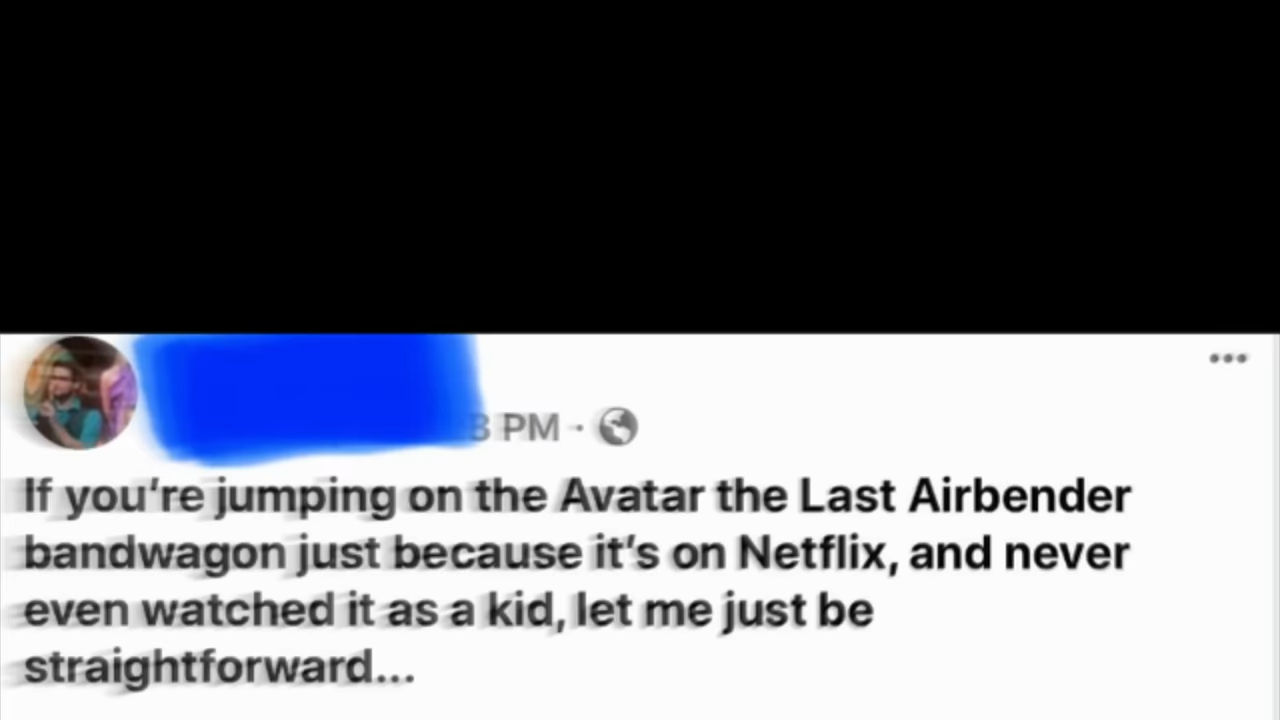 PM ·
If you're jumping on the Avatar the Last Airbender
bandwagon just because it's on Netflix, and never
even watched it as a kid, let me just be
straightforward...